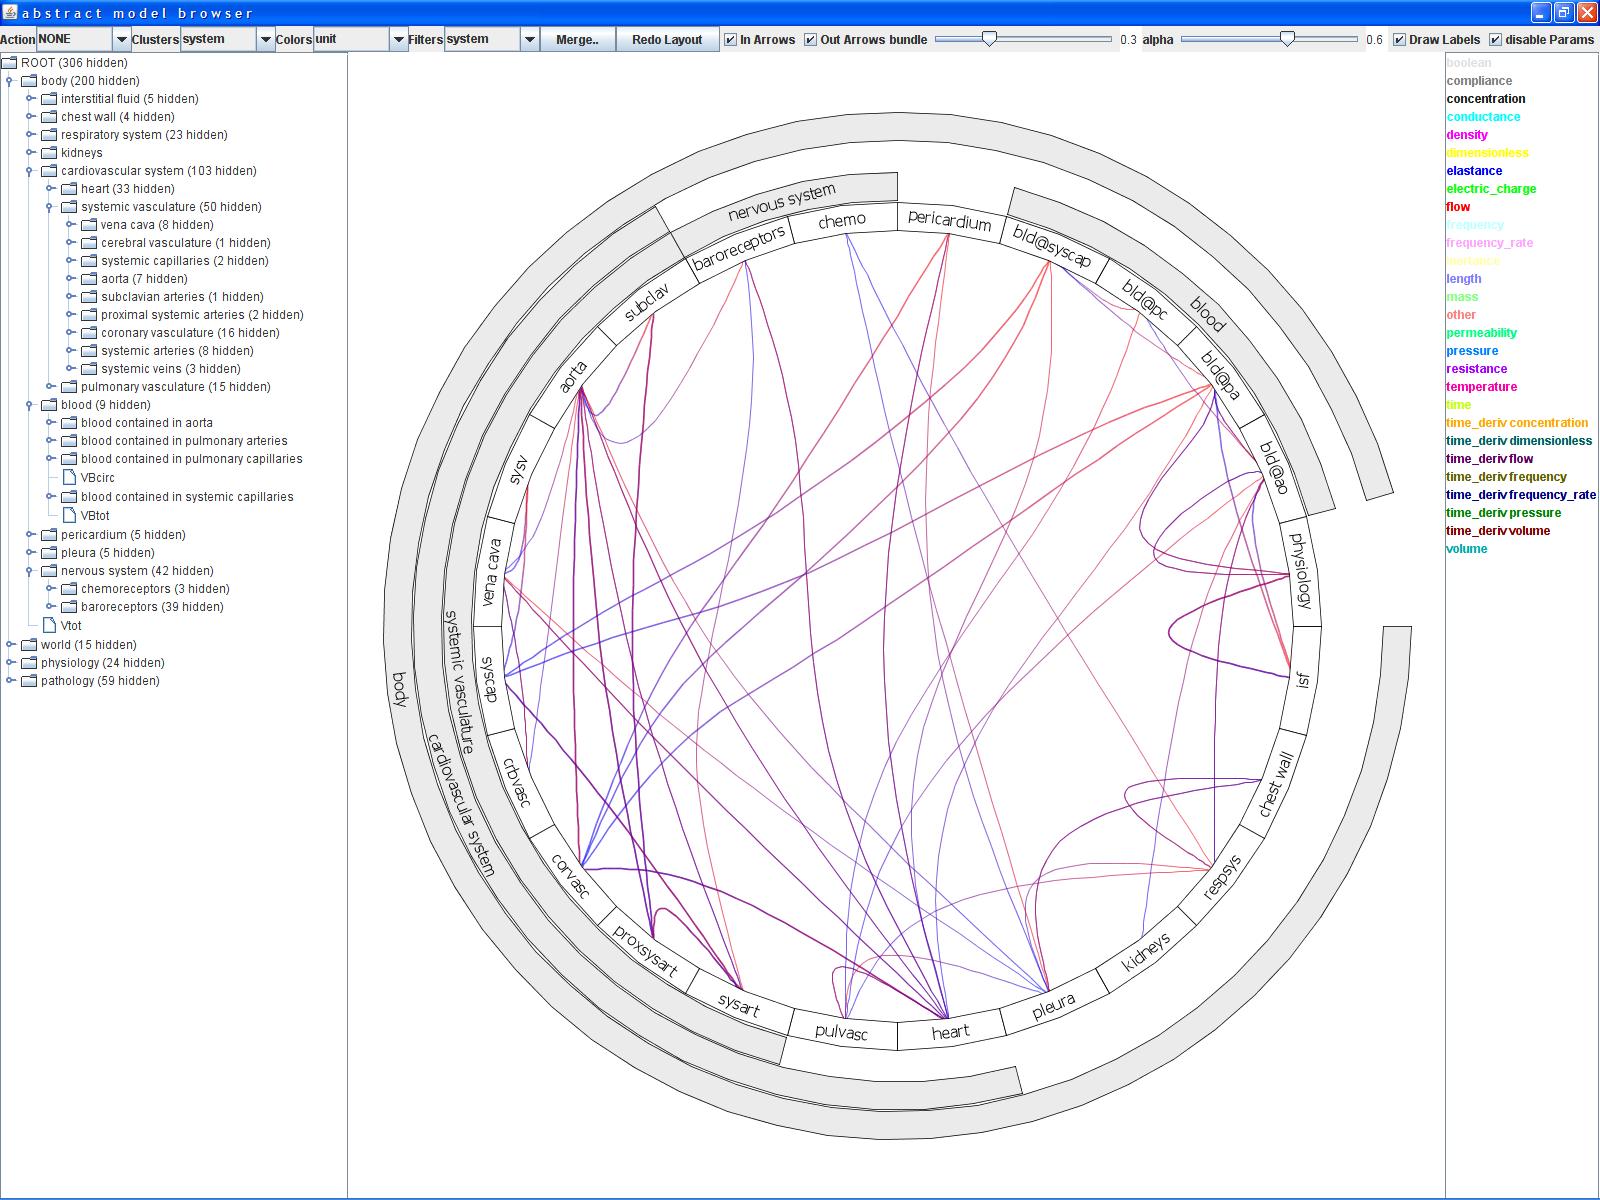 abstract model browser
Action NONE Clusters system Colors unit Filters system Merge.. Redo Layout In Arrows Out Arrows bundle 0.3 alpha 0.6 Draw Labels disable Params
ROOT (306 hidden)
body (200 hidden)
interstitial fluid (5 hidden)
chest wall (4 hidden)
respiratory system (23 hidden)
kidneys
cardiovascular system (103 hidden)
heart (33 hidden)
systemic vasculature (50 hidden)
vena cava (8 hidden)
cerebral vasculature (1 hidden)
systemic capillaries (2 hidden)
aorta (7 hidden)
subclavian arteries (1 hidden)
proximal systemic arteries (2 hidden)
coronary vasculature (16 hidden)
systemic arteries (8 hidden)
systemic veins (3 hidden)
pulmonary vasculature (15 hidden)
blood (9 hidden)
blood contained in aorta
blood contained in pulmonary arteries
blood contained in pulmonary capillaries
VBcirc
blood contained in systemic capillaries
VBtot
pericardium (5 hidden)
pleura (5 hidden)
nervous system (42 hidden)
chemoreceptors (3 hidden)
baroreceptors (39 hidden)
Vtot
world (15 hidden)
physiology (24 hidden)
pathology (59 hidden)
nervous system
chemo
pericardium
baroreceptors
bld@syscap
subclav
bld@pc
blood
aorta
bld@pa
sysv
bld@ao
vena cava
physiology
syscap
isf
body
systemic vasculature
cardiovascular system
crbvasc
chest wall
corvasc
respsys
proxsysart
kidneys
sysart
pleura
pulvasc
heart
boolean
compliance
concentration
conductance
density
dimensionless
elastance
electric_charge
flow
frequency
frequency_rate
inertance
length
mass
other
permeability
pressure
resistance
temperature
time
time_deriv concentration
time_deriv dimensionless
time_deriv flow
time_deriv frequency
time_deriv frequency_rate
time_deriv pressure
time_deriv volume
volume